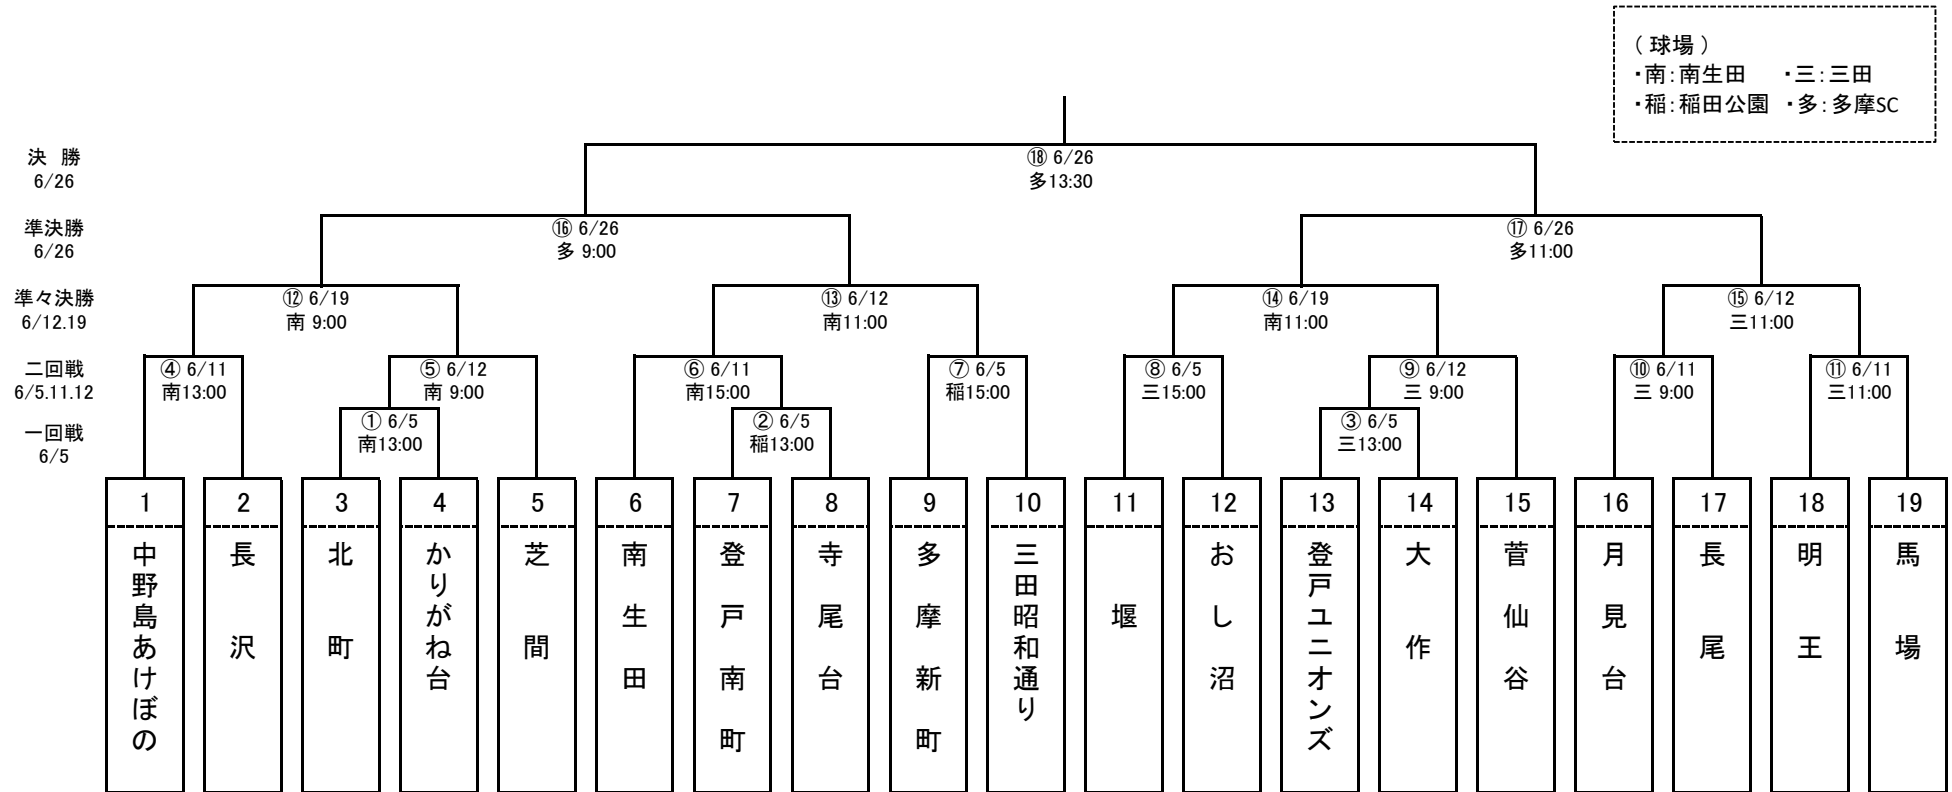 （ 球場 ）
・南：南生田　・三：三田
・稲：稲田公園 ・多：多摩SC
決 勝
6/26
⑱ 6/26
多13:30
準決勝
6/26
⑯ 6/26
多 9:00
⑰ 6/26
多11:00
準々決勝
6/12.19
⑫ 6/19
南 9:00
⑬ 6/12
南11:00
⑭ 6/19
南11:00
⑮ 6/12
三11:00
二回戦
6/5.11.12
④ 6/11
南13:00
⑤ 6/12
南 9:00
⑥ 6/11
南15:00
⑦ 6/5
稲15:00
⑧ 6/5
三15:00
⑨ 6/12
三 9:00
⑩ 6/11
三 9:00
⑪ 6/11
三11:00
一回戦
6/5
① 6/5
南13:00
② 6/5
稲13:00
③ 6/5
三13:00
1
中野島あけぼの
2
長沢
3
北町
4
かりがね台
5
芝間
6
南生田
7
登戸南町
8
寺尾台
9
多摩新町
10
三田昭和通り
11
堰
12
おし沼
13
登戸ユニオンズ
14
大作
15
菅仙谷
16
月見台
17
長尾
18
明王
19
馬場